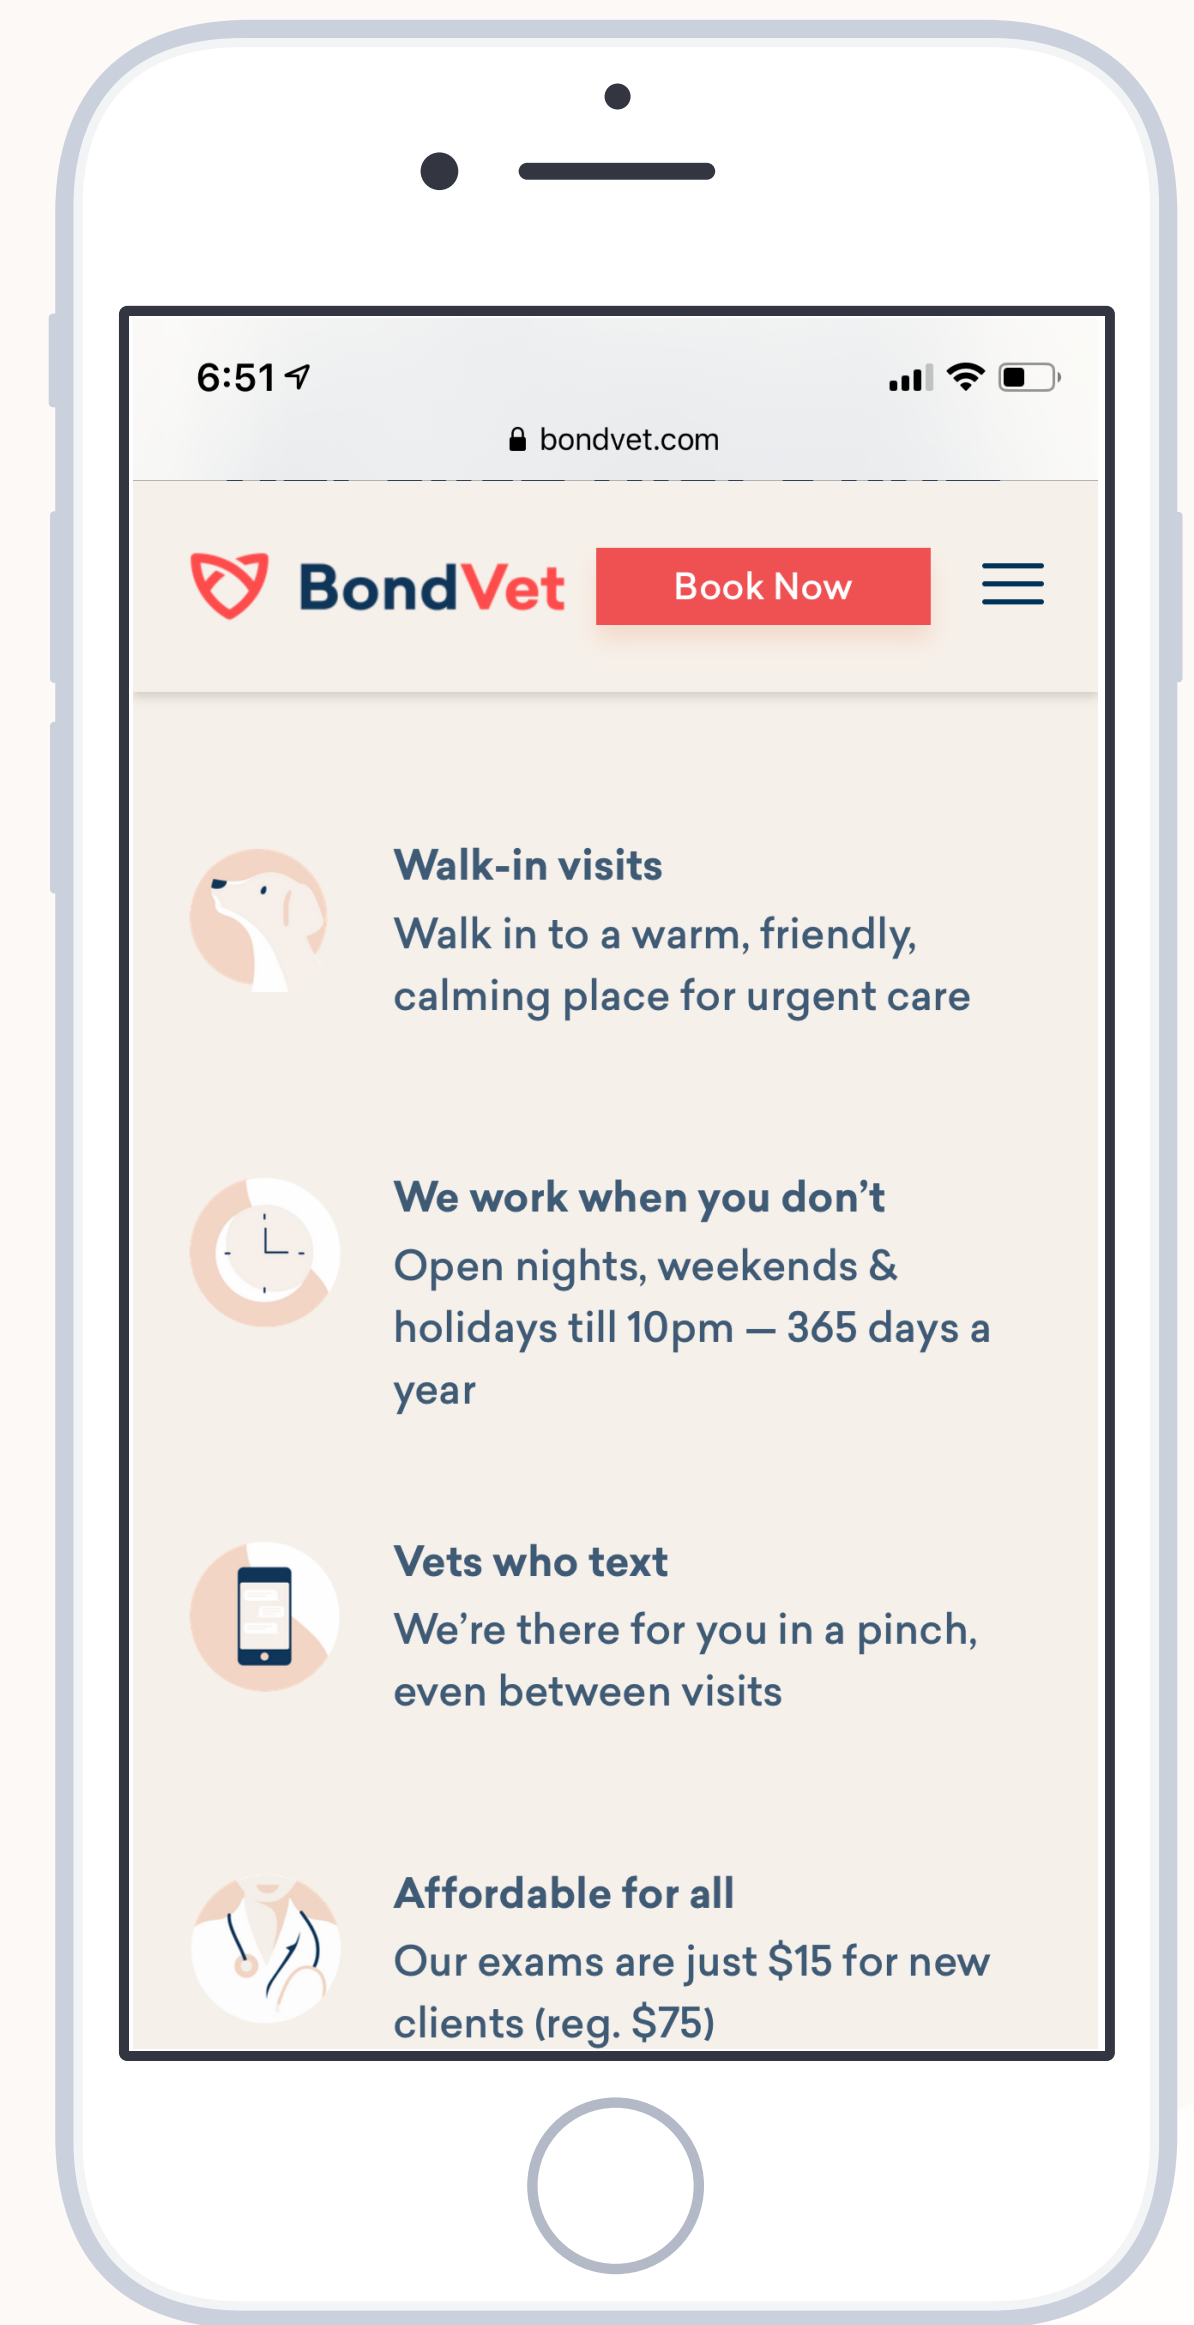 6:51
bondvet.com
BondVet
Book Now
Walk-in visits
Walk in to a warm, friendly,
calming place for urgent care
We work when you don’t
Open nights, weekends &
holidays till 10pm — 365 days a
year
Vets who text
We’re there for you in a pinch,
even between visits
Affordable for all
Our exams are just $15 for new
clients (reg. $75)